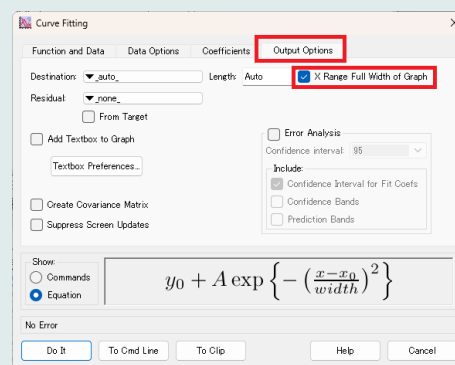 Curve Fitting
Function and Data Data Options Coefficients Output Options
Destination: _auto_ Length: Auto X Range Full Width of Graph
Residual: _none_
From Target
Add Textbox to Graph
Textbox Preferences...
Create Covariance Matrix
Suppress Screen Updates
Error Analysis
Confidence interval: 95
Include:
Confidence Interval for Fit Coefs
Confidence Bands
Prediction Bands
Show:
Commands
Equation
y₀ + A exp {−((x−x₀)/width)²}
No Error
Do It To Cmd Line To Clip Help Cancel